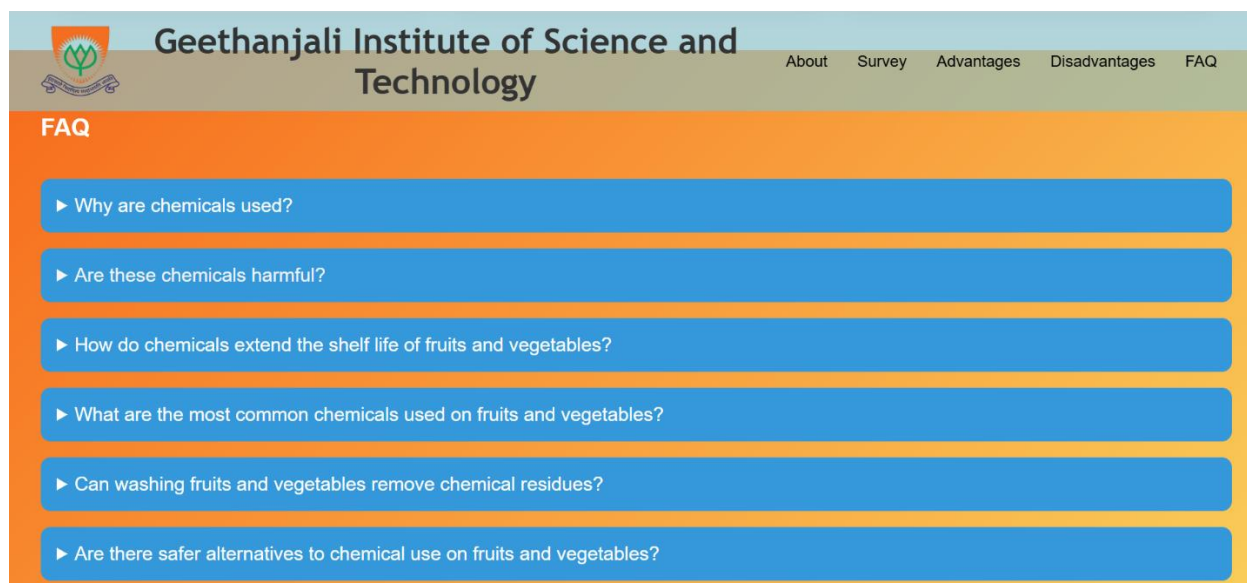 Geethanjali Institute of Science and
Technology
About Survey Advantages Disadvantages FAQ
FAQ
Why are chemicals used?
Are these chemicals harmful?
How do chemicals extend the shelf life of fruits and vegetables?
What are the most common chemicals used on fruits and vegetables?
Can washing fruits and vegetables remove chemical residues?
Are there safer alternatives to chemical use on fruits and vegetables?